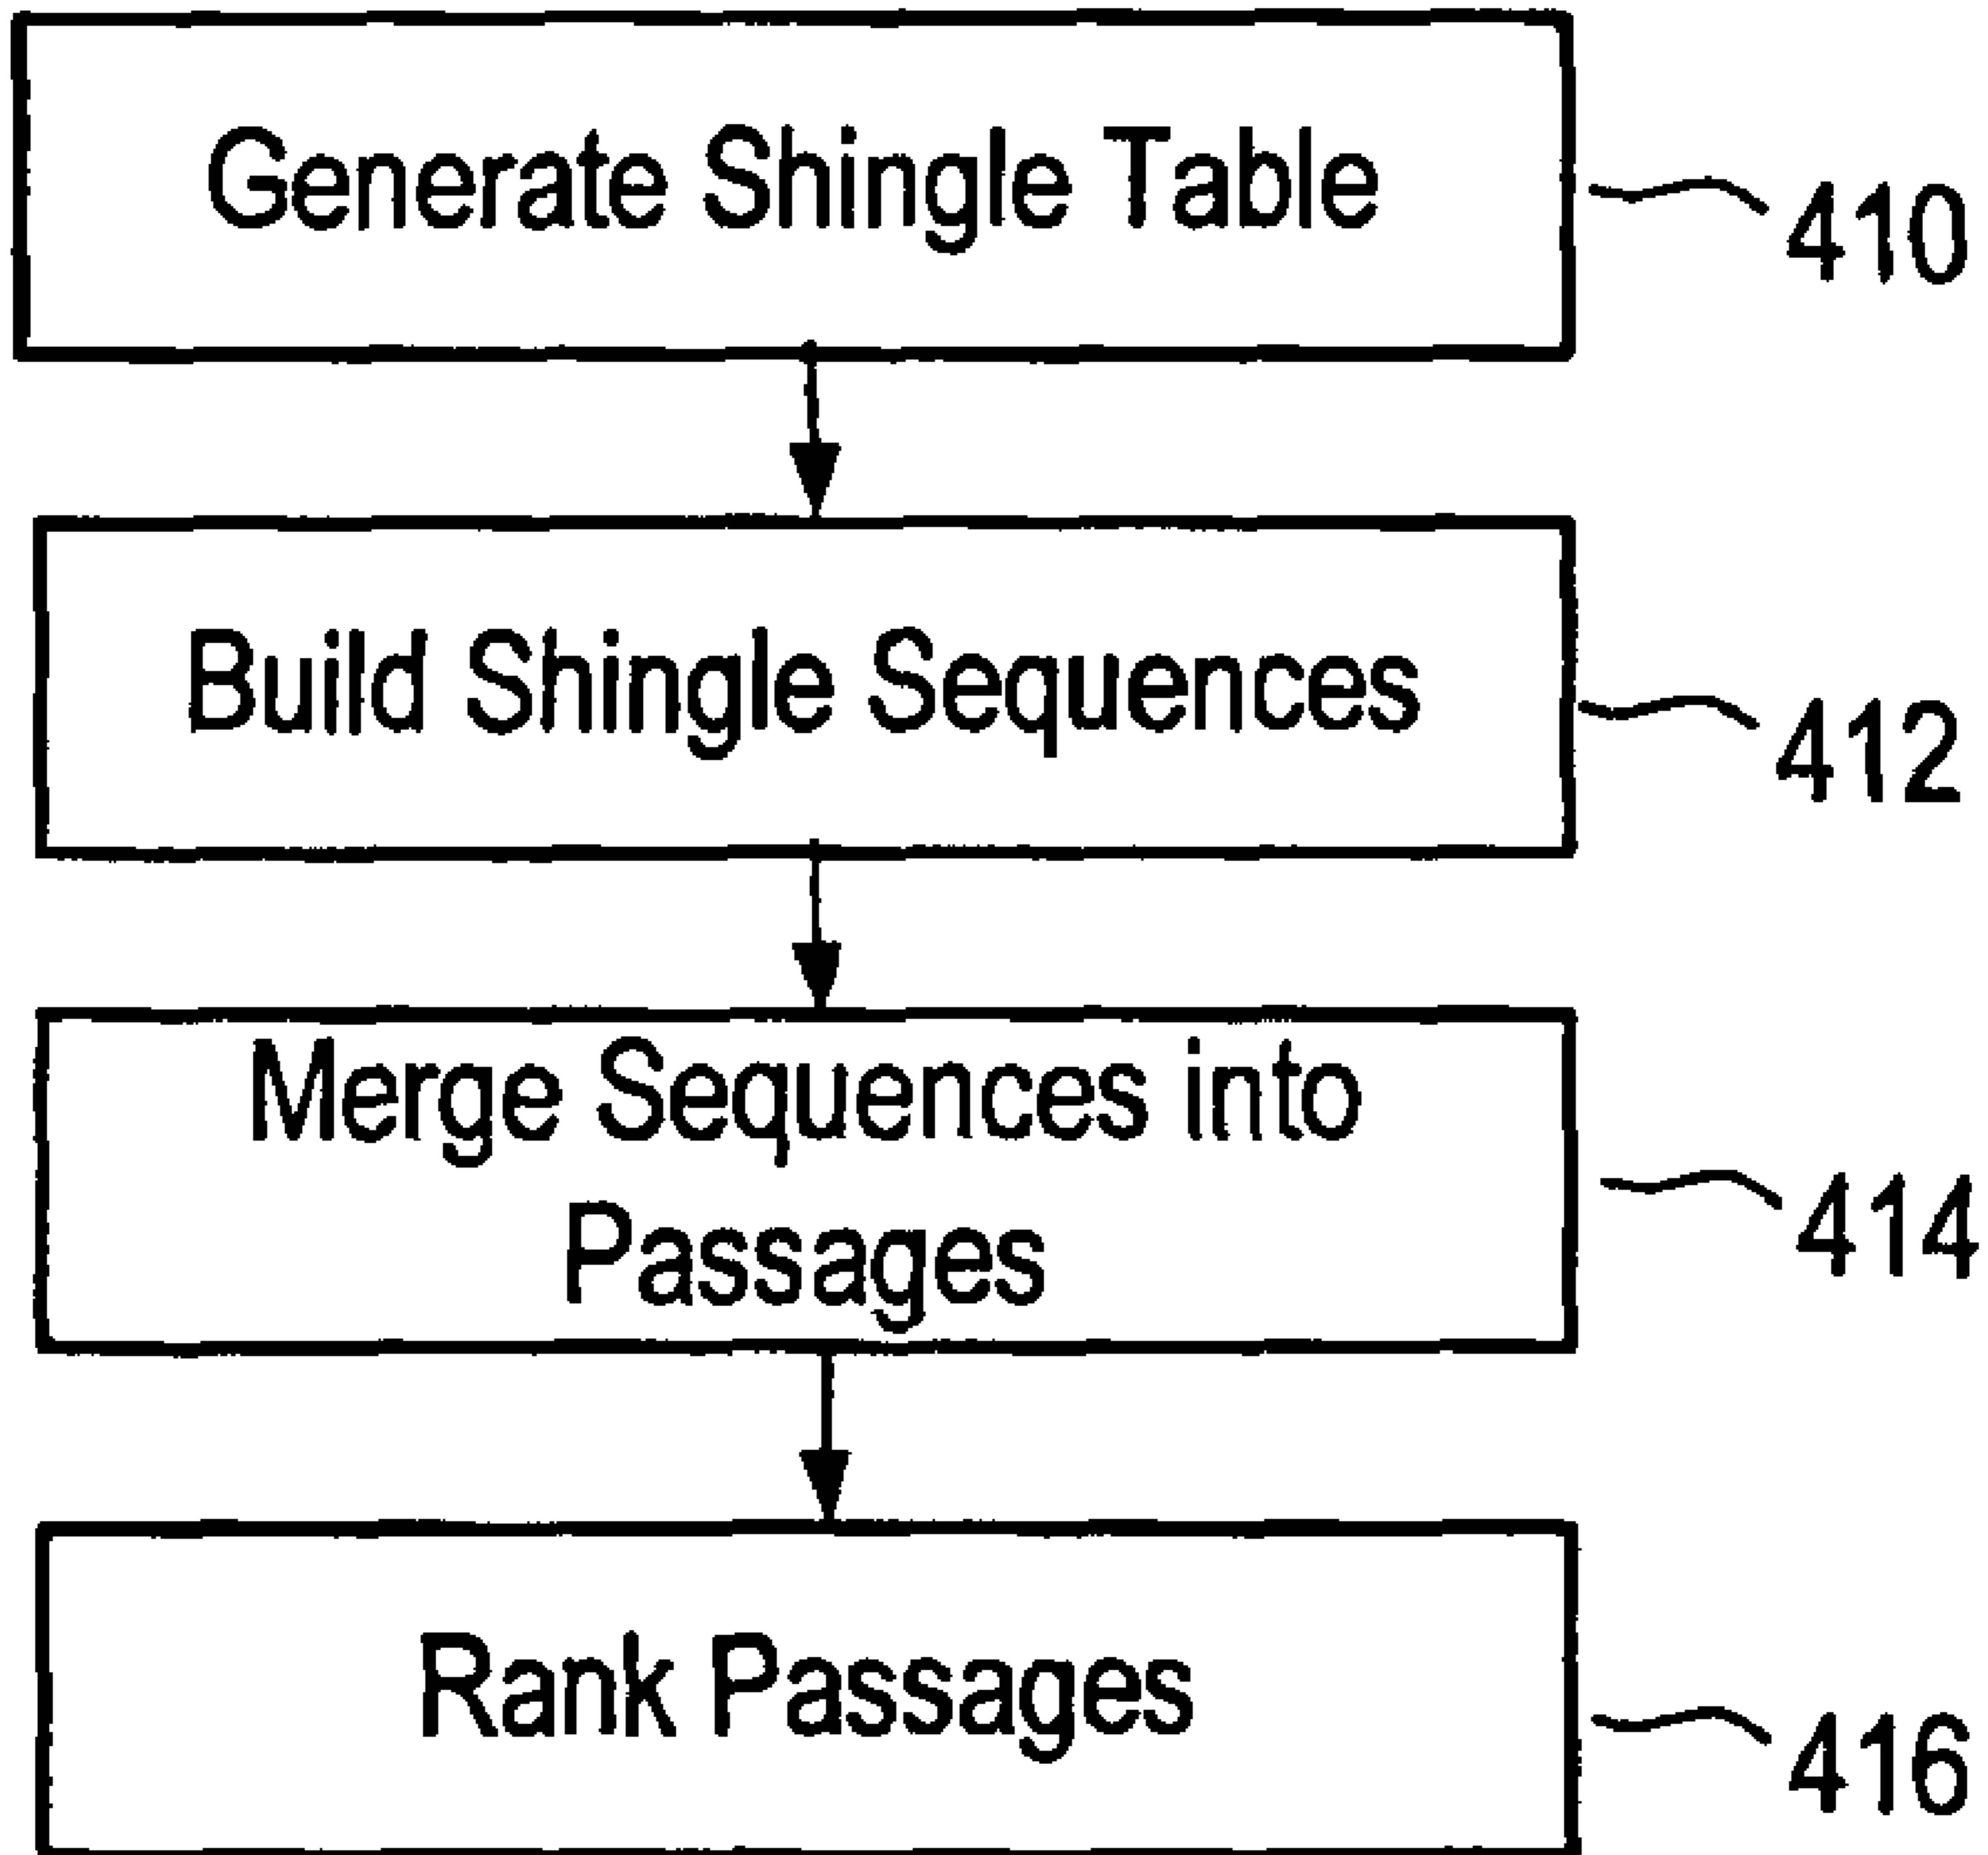 Generate Shingle Table
410
Build Shingle Sequences
412
Merge Sequences into
Passages
414
Rank Passages
416